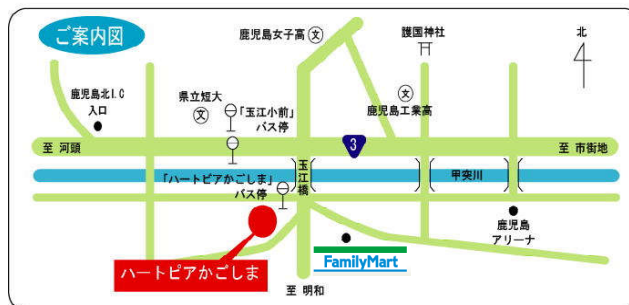 ご案内図
鹿児島女子高
文
護国神社
北
鹿児島北I.C
入口
県立短大
文
「玉江小前」
バス停
文
鹿児島工業高
至 河頭
3
至 市街地
「ハートピアかごしま」
バス停
玉江橋
甲突川
鹿児島
アリーナ
FamilyMart
ハートピアかごしま
至 明和